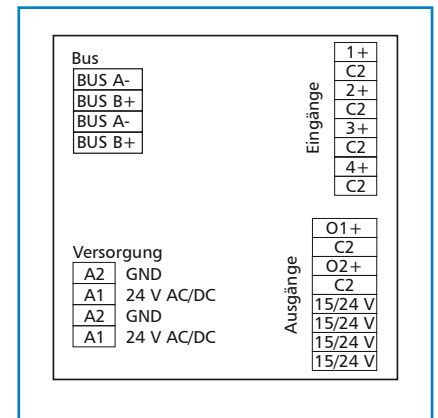 Bus
BUS A-
BUS B+
BUS A-
BUS B+
Versorgung
A2 GND
A1 24 V AC/DC
A2 GND
A1 24 V AC/DC
Eingänge
1+
C2
2+
C2
3+
C2
4+
C2
Ausgänge
O1+
C2
O2+
C2
15/24 V
15/24 V
15/24 V
15/24 V